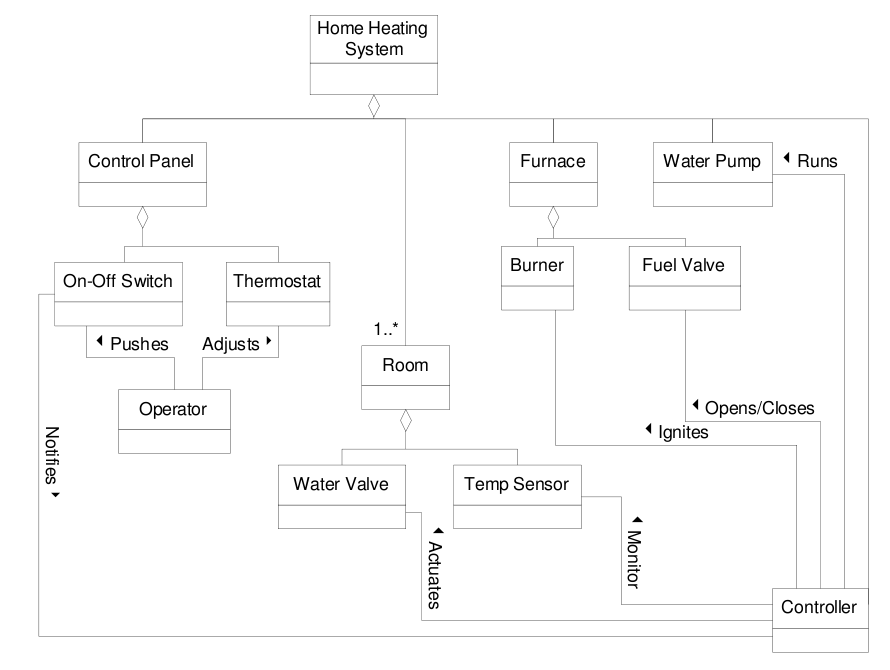 Home Heating
System
Control Panel
Furnace
Water Pump
Runs
On-Off Switch
Thermostat
Burner
Fuel Valve
Pushes
Adjusts
1..*
Room
Operator
Opens/Closes
Ignites
Notifies
Water Valve
Temp Sensor
Actuates
Monitor
Controller